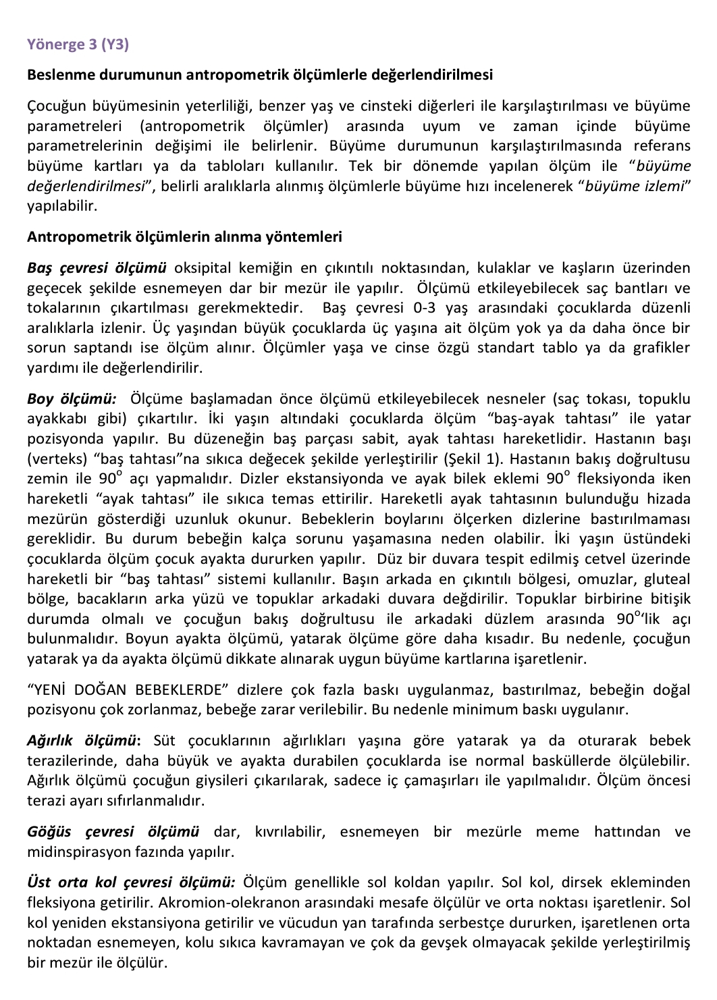 Yönerge 3 (Y3)
Beslenme durumunun antropometrik ölçümlerle değerlendirilmesi
Çocuğun büyümesinin yeterliliği, benzer yaş ve cinsteki diğerleri ile karşılaştırılması ve büyüme
parametreleri (antropometrik ölçümler) arasında uyum ve zaman içinde büyüme
parametrelerinin değişimi ile belirlenir. Büyüme durumunun karşılaştırılmasında referans
büyüme kartları ya da tabloları kullanılır. Tek bir dönemde yapılan ölçüm ile “büyüme
değerlendirilmesi”, belirli aralıklarla alınmış ölçümlerle büyüme hızı incelenerek “büyüme izlemi”
yapılabilir.
Antropometrik ölçümlerin alınma yöntemleri
Baş çevresi ölçümü oksipital kemiğin en çıkıntılı noktasından, kulaklar ve kaşların üzerinden
geçecek şekilde esnemeyen dar bir mezür ile yapılır. Ölçümü etkileyebilecek saç bantları ve
tokalarının çıkartılması gerekmektedir. Baş çevresi 0-3 yaş arasındaki çocuklarda düzenli
aralıklarla izlenir. Üç yaşından büyük çocuklarda üç yaşına ait ölçüm yok ya da daha önce bir
sorun saptandı ise ölçüm alınır. Ölçümler yaşa ve cinse özgü standart tablo ya da grafikler
yardımı ile değerlendirilir.
Boy ölçümü: Ölçüme başlamadan önce ölçümü etkileyebilecek nesneler (saç tokası, topuklu
ayakkabı gibi) çıkartılır. İki yaşın altındaki çocuklarda ölçüm “baş-ayak tahtası” ile yatar
pozisyonda yapılır. Bu düzeneğin baş parçası sabit, ayak tahtası hareketlidir. Hastanın başı
(verteks) “baş tahtası”na sıkıca değecek şekilde yerleştirilir (Şekil 1). Hastanın bakış doğrultusu
zemin ile 90° açı yapmalıdır. Dizler ekstansiyonda ve ayak bilek eklemi 90° fleksiyonda iken
hareketli “ayak tahtası” ile sıkıca temas ettirilir. Hareketli ayak tahtasının bulunduğu hizada
mezürün gösterdiği uzunluk okunur. Bebeklerin boylarını ölçerken dizlerine bastırılmaması
gereklidir. Bu durum bebeğin kalça sorunu yaşamasına neden olabilir. İki yaşın üstündeki
çocuklarda ölçüm çocuk ayakta dururken yapılır. Düz bir duvara tespit edilmiş cetvel üzerinde
hareketli bir “baş tahtası” sistemi kullanılır. Başın arkada en çıkıntılı bölgesi, omuzlar, gluteal
bölge, bacakların arka yüzü ve topuklar arkadaki duvara değdirilir. Topuklar birbirine bitişik
durumda olmalı ve çocuğun bakış doğrultusu ile arkadaki düzlem arasında 90°‘lik açı
bulunmalıdır. Boyun ayakta ölçümü, yatarak ölçüme göre daha kısadır. Bu nedenle, çocuğun
yatarak ya da ayakta ölçümü dikkate alınarak uygun büyüme kartlarına işaretlenir.
“YENİ DOĞAN BEBEKLERDE” dizlere çok fazla baskı uygulanmaz, bastırılmaz, bebeğin doğal
pozisyonu çok zorlanmaz, bebeğe zarar verilebilir. Bu nedenle minimum baskı uygulanır.
Ağırlık ölçümü: Süt çocuklarının ağırlıkları yaşına göre yatarak ya da oturarak bebek
terazilerinde, daha büyük ve ayakta durabilen çocuklarda ise normal basküllerde ölçülebilir.
Ağırlık ölçümü çocuğun giysileri çıkarılarak, sadece iç çamaşırları ile yapılmalıdır. Ölçüm öncesi
terazi ayarı sıfırlanmalıdır.
Göğüs çevresi ölçümü dar, kıvrılabilir, esnemeyen bir mezürle meme hattından ve
midinspirasyon fazında yapılır.
Üst orta kol çevresi ölçümü: Ölçüm genellikle sol koldan yapılır. Sol kol, dirsek ekleminden
fleksiyona getirilir. Akromion-olekranon arasındaki mesafe ölçülür ve orta noktası işaretlenir. Sol
kol yeniden ekstansiyona getirilir ve vücudun yan tarafında serbestçe dururken, işaretlenen orta
noktadan esnemeyen, kolu sıkıca kavramayan ve çok da gevşek olmayacak şekilde yerleştirilmiş
bir mezür ile ölçülür.